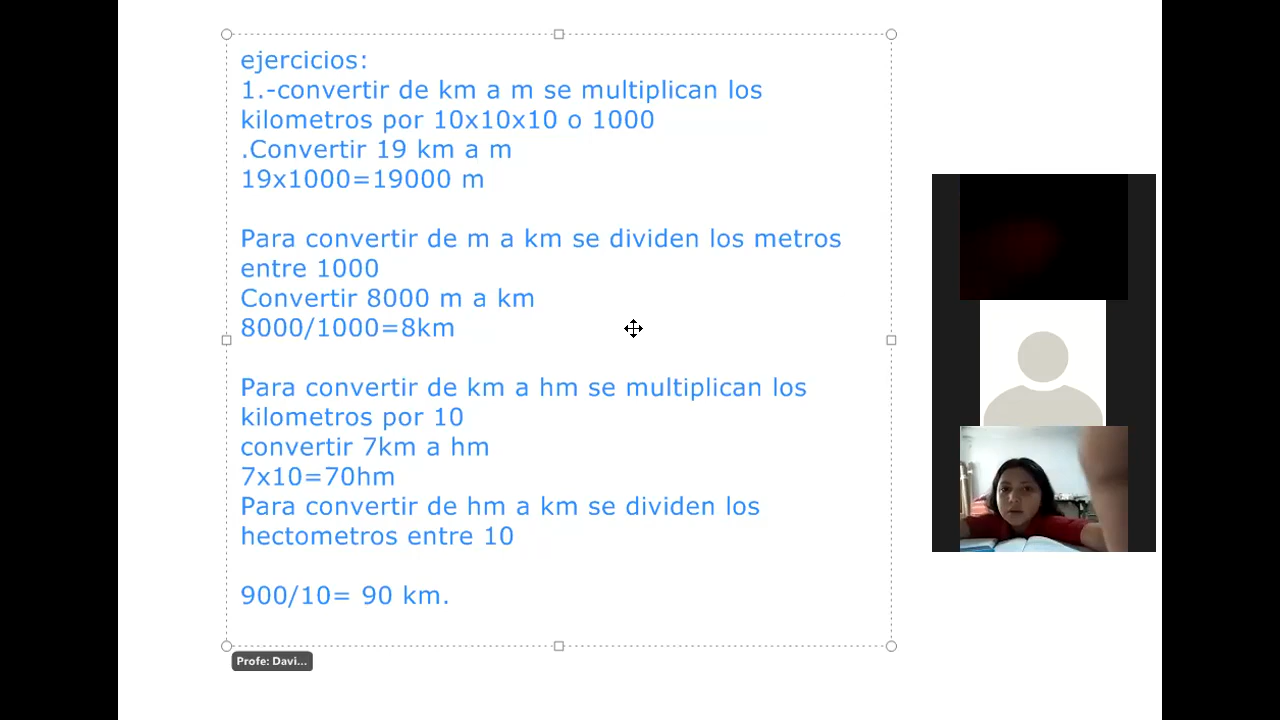 ejercicios:
1.-convertir de km a m se multiplican los
kilometros por 10x10x10 o 1000
.Convertir 19 km a m
19x1000=19000 m
Para convertir de m a km se dividen los metros
entre 1000
Convertir 8000 m a km
8000/1000=8km
Para convertir de km a hm se multiplican los
kilometros por 10
convertir 7km a hm
7x10=70hm
Para convertir de hm a km se dividen los
hectometros entre 10
900/10= 90 km.
Profe: Davi...